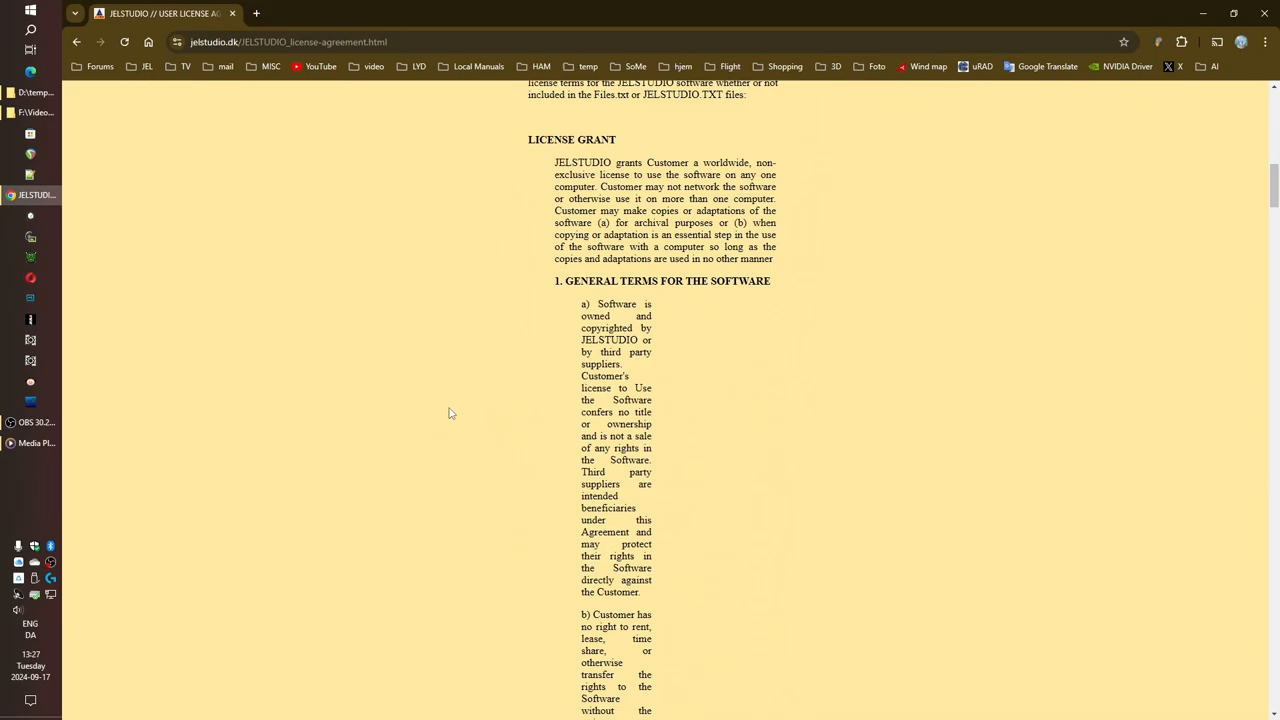 JELSTUDIO // USER LICENSE AG
jelstudio.dk/JELSTUDIO_license-agreement.html
Forums JEL TV mail MISC YouTube video LYD Local Manuals HAM temp SoMe hjem Flight Shopping 3D Foto Wind map uRAD Google Translate NVIDIA Driver X AI
D:\temp...
F:\Video...
JELSTUDI...
OBS 30.2...
Media Pl...
ENG
DA
13:27
Tuesday
2024-09-17
license terms for the JELSTUDIO software whether or not
included in the Files.txt or JELSTUDIO.TXT files:
LICENSE GRANT
JELSTUDIO grants Customer a worldwide, non-
exclusive license to use the software on any one
computer. Customer may not network the software
or otherwise use it on more than one computer.
Customer may make copies or adaptations of the
software (a) for archival purposes or (b) when
copying or adaptation is an essential step in the use
of the software with a computer so long as the
copies and adaptations are used in no other manner
1. GENERAL TERMS FOR THE SOFTWARE
a) Software is
owned and
copyrighted by
JELSTUDIO or
by third party
suppliers.
Customer's
license to Use
the Software
confers no title
or ownership
and is not a sale
of any rights in
the Software.
Third party
suppliers are
intended
beneficiaries
under this
Agreement and
may protect
their rights in
the Software
directly against
the Customer.
b) Customer has
no right to rent,
lease, time
share, or
otherwise
transfer the
rights to the
Software
without the